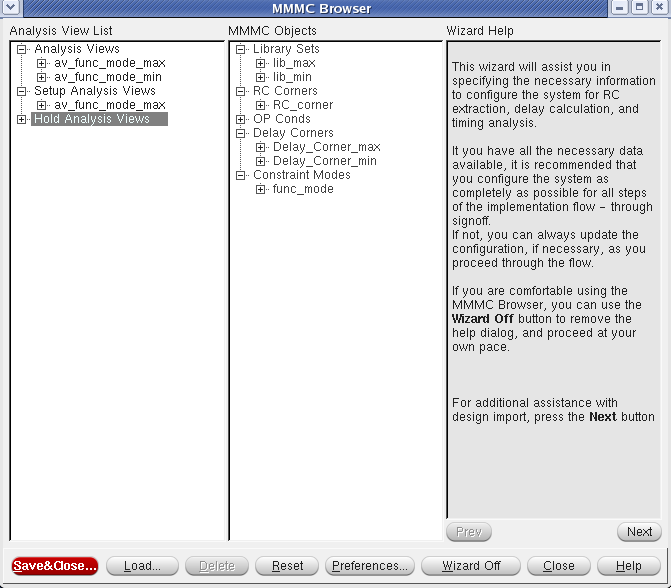 MMMC Browser
Analysis View List
Analysis Views
av_func_mode_max
av_func_mode_min
Setup Analysis Views
av_func_mode_max
Hold Analysis Views
MMMC Objects
Library Sets
lib_max
lib_min
RC Corners
RC_corner
OP Conds
Delay Corners
Delay_Corner_max
Delay_Corner_min
Constraint Modes
func_mode
Wizard Help
This wizard will assist you in
specifying the necessary information
to configure the system for RC
extraction, delay calculation, and
timing analysis.
It you have all the necessary data
available, it is recommended that
you configure the system as
completely as possible for all steps
of the implementation flow - through
signoff.
If not, you can always update the
configuration, if necessary, as you
proceed through the flow.
If you are comfortable using the
MMMC Browser, you can use the
Wizard Off button to remove the
help dialog, and proceed at your
own pace.
For additional assistance with
design import, press the Next button
Prev Next
Save&Close... Load... Delete Reset Preferences... Wizard Off Close Help